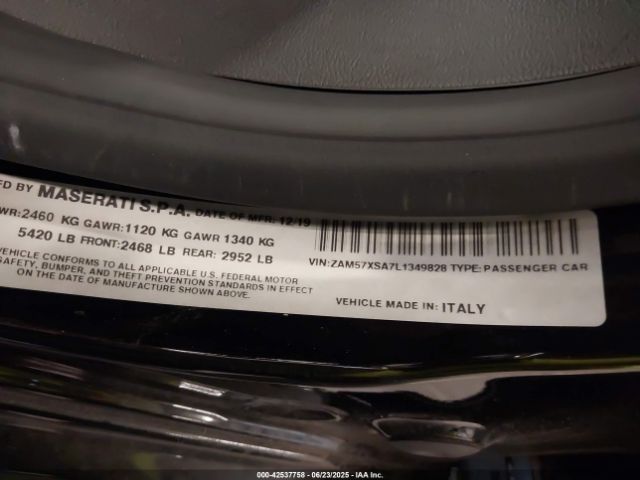 FD BY MASERATI S.P.A. DATE OF MFR: 12/19
WR:2460 KG GAWR:1120 KG GAWR 1340 KG
5420 LB FRONT:2468 LB REAR: 2952 LB
VEHICLE CONFORMS TO ALL APPLICABLE U.S. FEDERAL MOTOR
SAFETY, BUMPER, AND THEFT PREVENTION STANDARDS IN EFFECT
ON THE DATE OF MANUFACTURE SHOWN ABOVE.
VIN:ZAM57XSA7L1349828 TYPE: PASSENGER CAR
VEHICLE MADE IN: ITALY
000-42537758 - 06/23/2025 - IAA Inc.